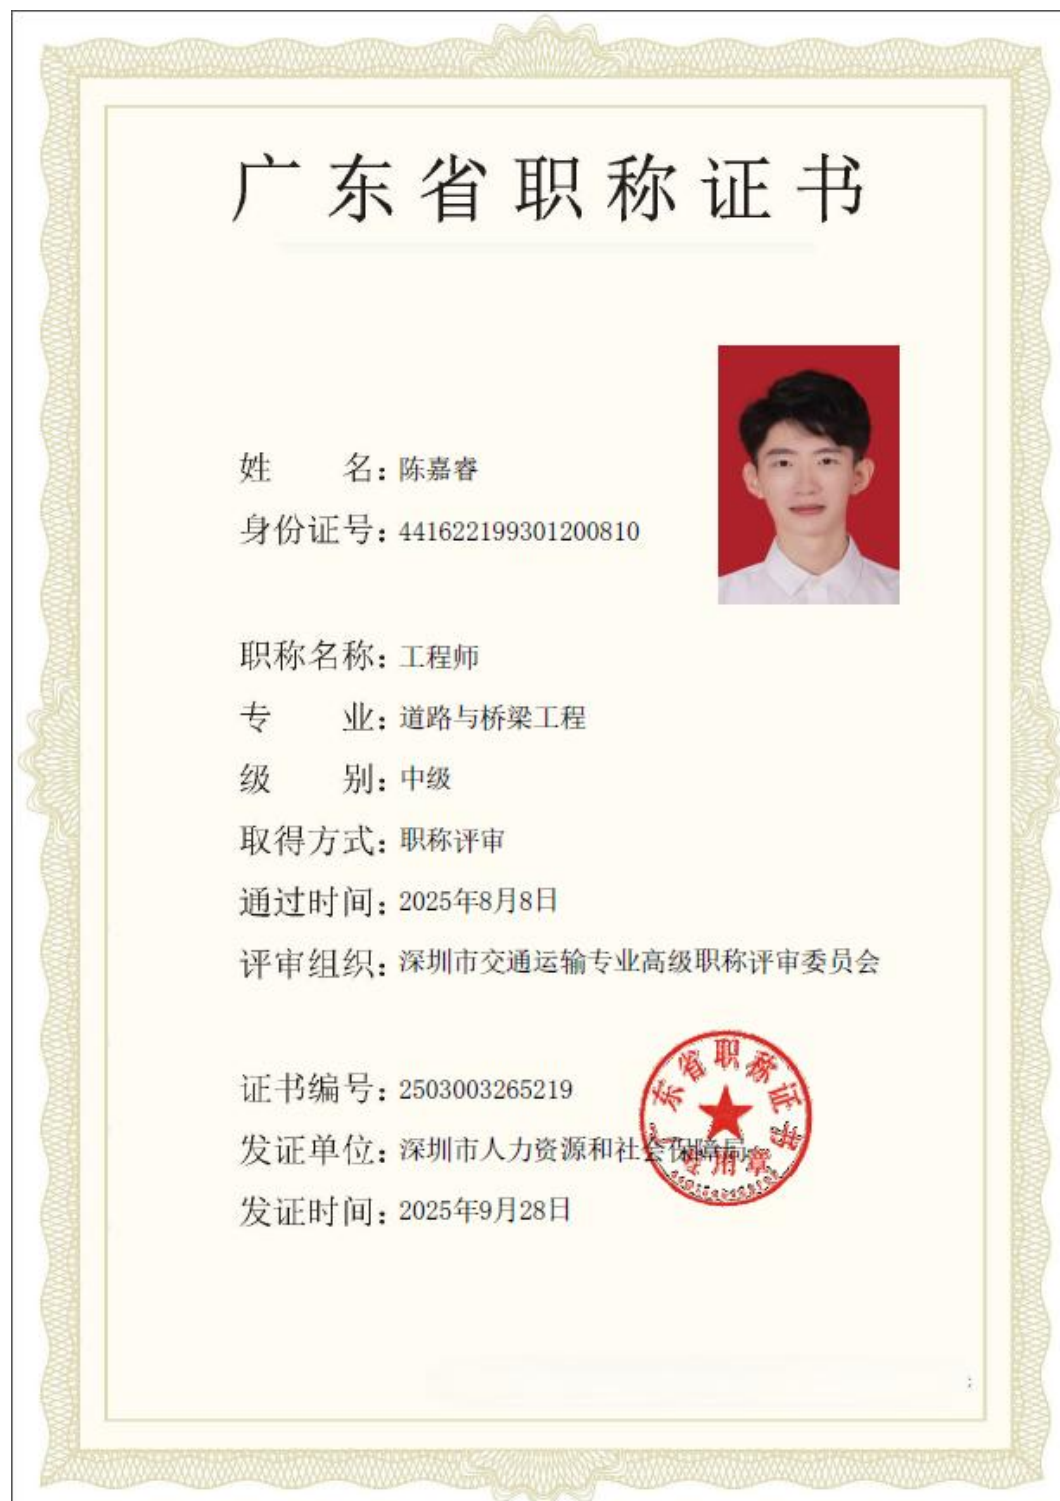 广东省职称证书
姓 名：陈嘉睿
身份证号：441622199301200810
职称名称：工程师
专 业：道路与桥梁工程
级 别：中级
取得方式：职称评审
通过时间：2025年8月8日
评审组织：深圳市交通运输专业高级职称评审委员会
证书编号：2503003265219
发证单位：深圳市人力资源和社会保障局
发证时间：2025年9月28日
广东省职称证书
专用章